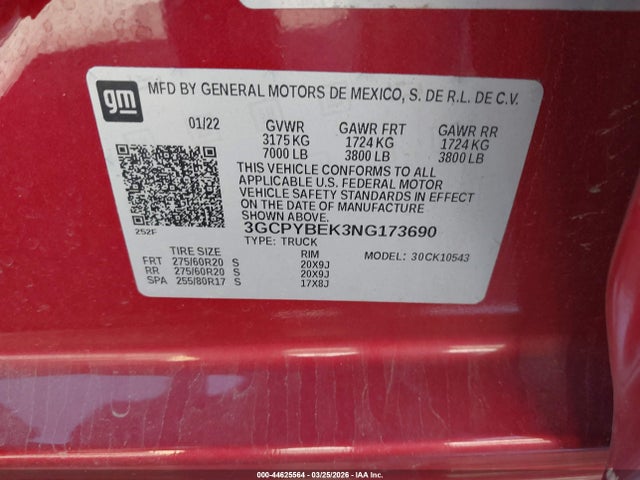 gm
MFD BY GENERAL MOTORS DE MEXICO, S. DE R.L. DE C.V.
01/22 GVWR GAWR FRT GAWR RR
3175 KG 1724 KG 1724 KG
7000 LB 3800 LB 3800 LB
THIS VEHICLE CONFORMS TO ALL
APPLICABLE U.S. FEDERAL MOTOR
VEHICLE SAFETY STANDARDS IN EFFECT
ON THE DATE OF MANUFACTURE
SHOWN ABOVE.
252F
3GCPYBEK3NG173690
TYPE: TRUCK
TIRE SIZE RIM MODEL: 30CK10543
FRT 275/60R20 S 20X9J
RR 275/60R20 S 20X9J
SPA 255/80R17 S 17X8J
000-44625564 - 03/25/2026 - IAA, Inc.